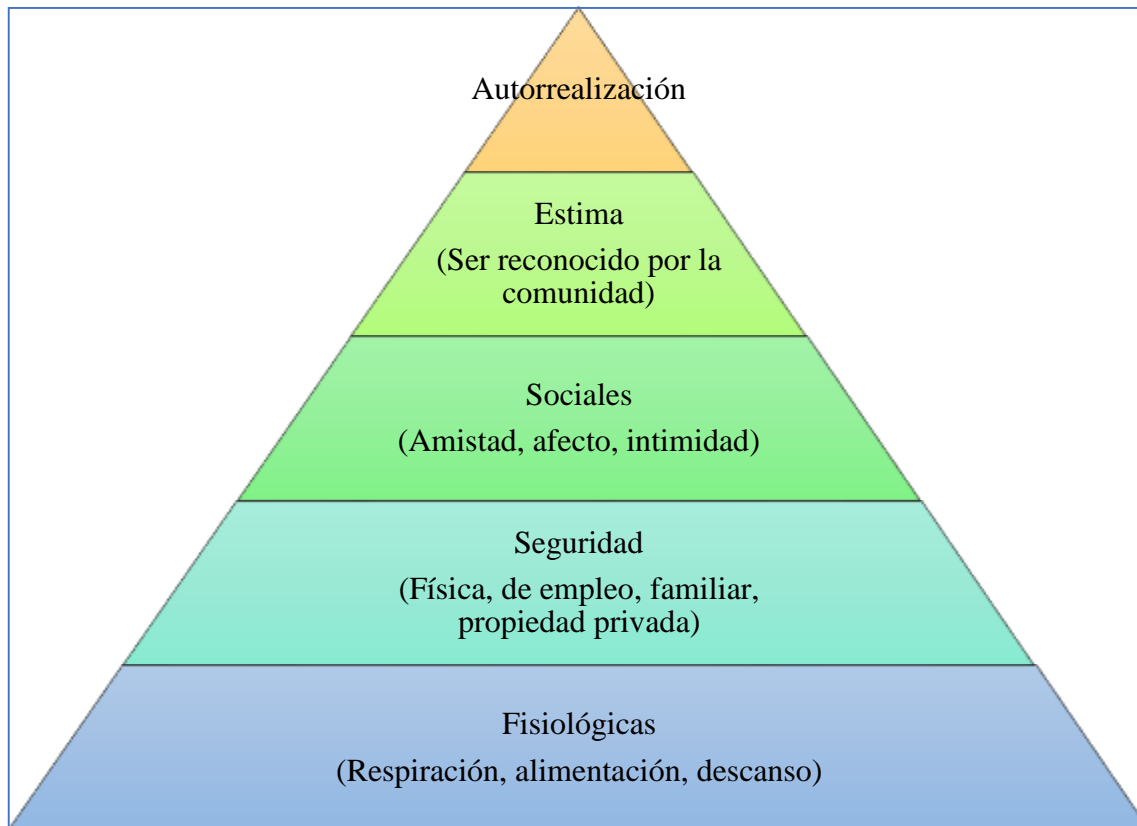 Autorrealización
Estima
(Ser reconocido por la
comunidad)
Sociales
(Amistad, afecto, intimidad)
Seguridad
(Física, de empleo, familiar,
propiedad privada)
Fisiológicas
(Respiración, alimentación, descanso)